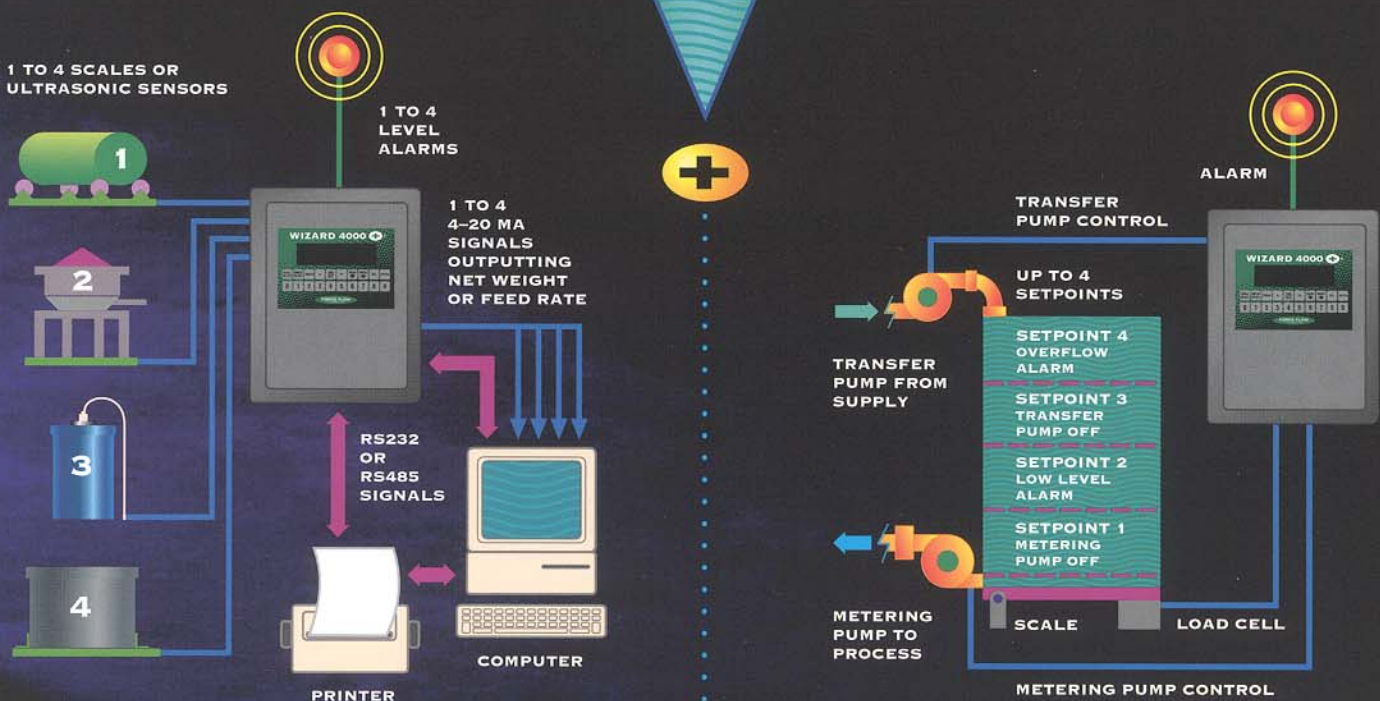 1 TO 4 SCALES OR
ULTRASONIC SENSORS
1
2
3
4
1 TO 4
LEVEL
ALARMS
WIZARD 4000
1 TO 4
4–20 MA
SIGNALS
OUTPUTTING
NET WEIGHT
OR FEED RATE
RS232
OR
RS485
SIGNALS
PRINTER
COMPUTER
ALARM
TRANSFER
PUMP CONTROL
WIZARD 4000
UP TO 4
SETPOINTS
TRANSFER
PUMP FROM
SUPPLY
SETPOINT 4
OVERFLOW
ALARM
SETPOINT 3
TRANSFER
PUMP OFF
SETPOINT 2
LOW LEVEL
ALARM
SETPOINT 1
METERING
PUMP OFF
METERING
PUMP TO
PROCESS
SCALE
LOAD CELL
METERING PUMP CONTROL